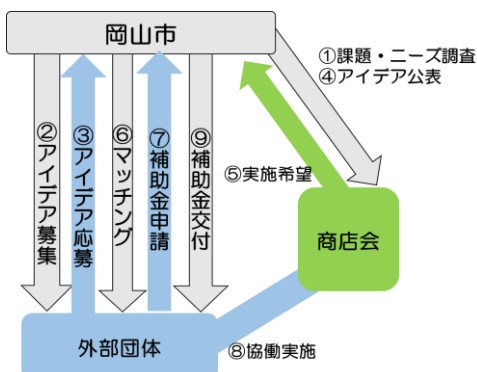 岡山市
①課題・ニーズ調査
④アイデア公表
②アイデア募集
③アイデア応募
⑥マッチング
⑦補助金申請
⑨補助金交付
⑤実施希望
商店会
外部団体
⑧協働実施